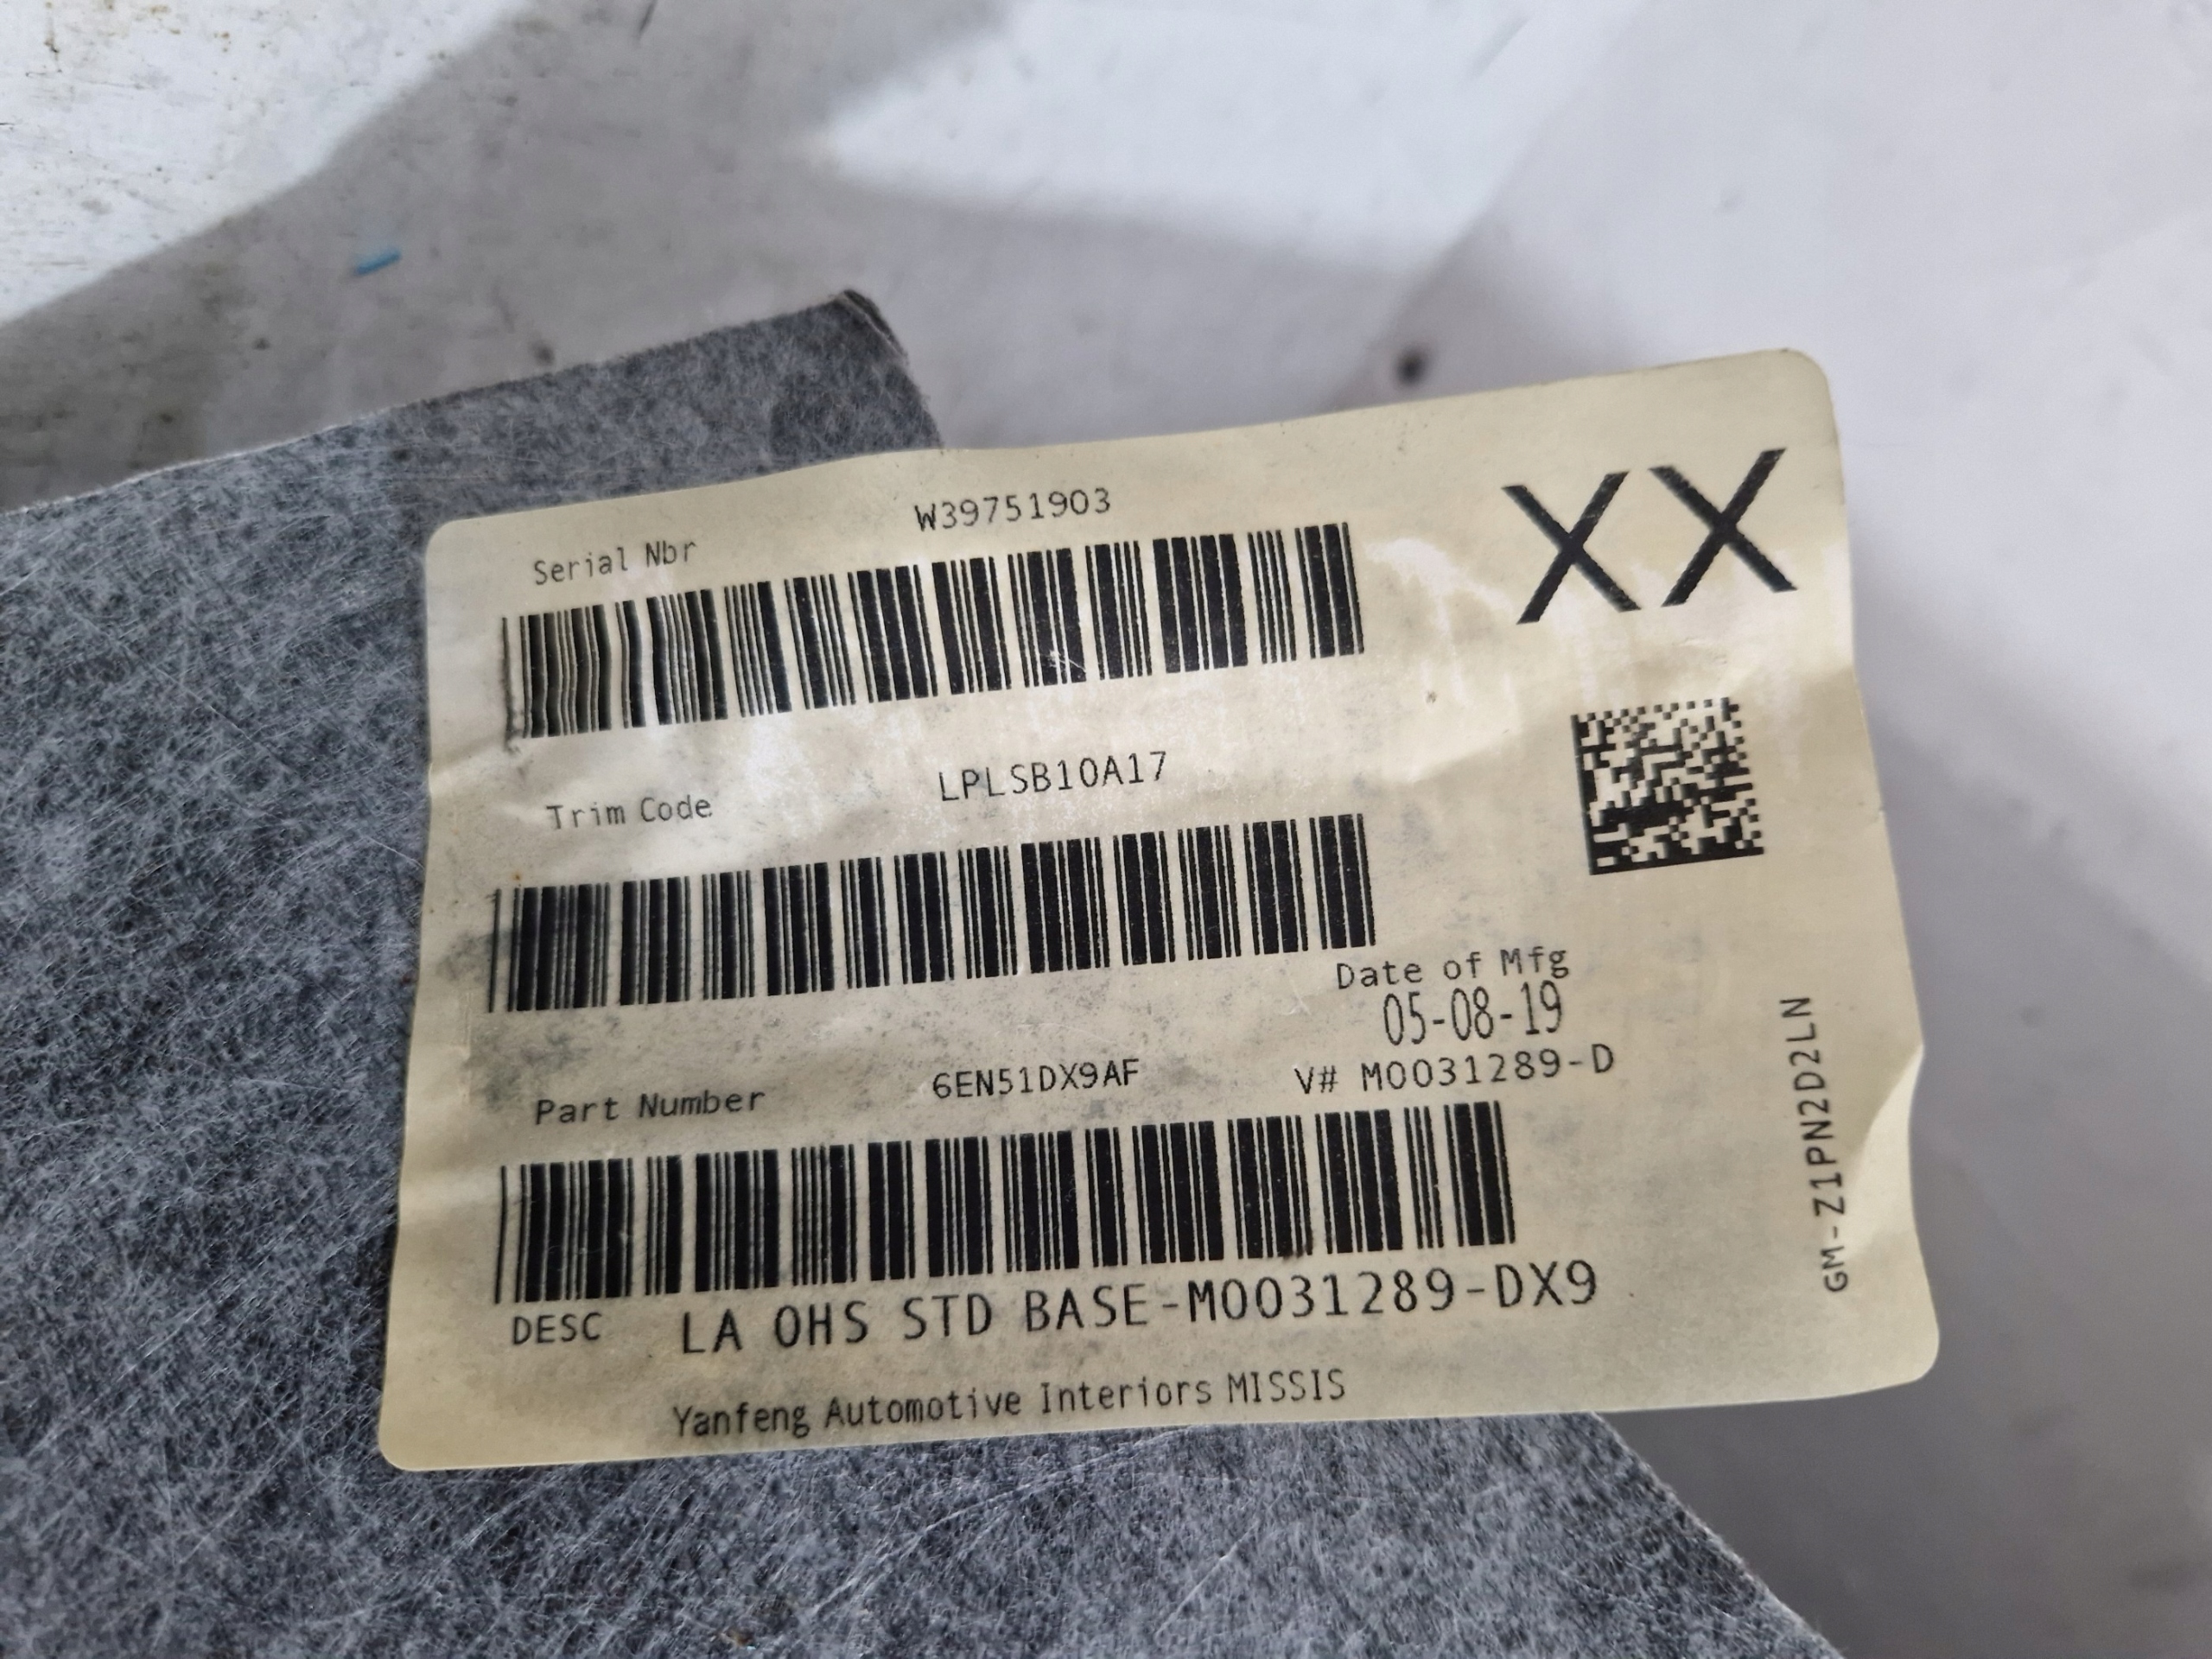 W39751903
XX
Serial Nbr
LPLSB10A17
Trim Code
Date of Mfg
05-08-19
6EN51DX9AF
V# M0031289-D
Part Number
DESC LA OHS STD BASE-M0031289-DX9
Yanfeng Automotive Interiors MISSIS
GM-Z1PN2D2LN